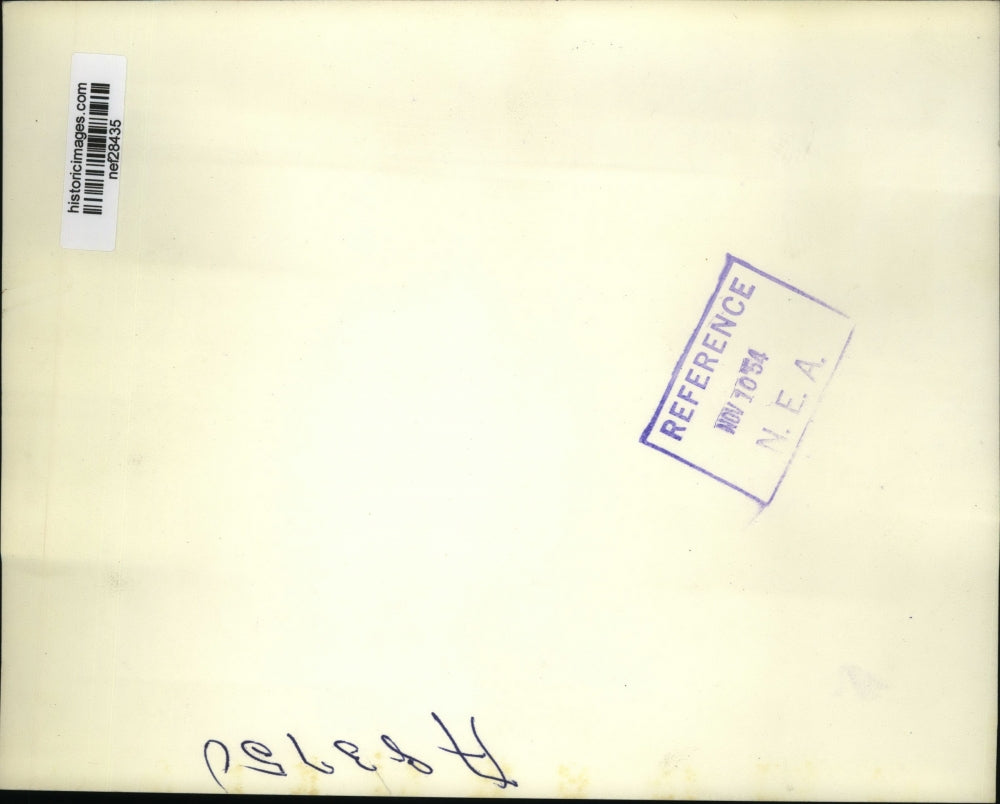 historicimages.com
nef28435
REFERENCE
NOV 10 '54
N. E. A.